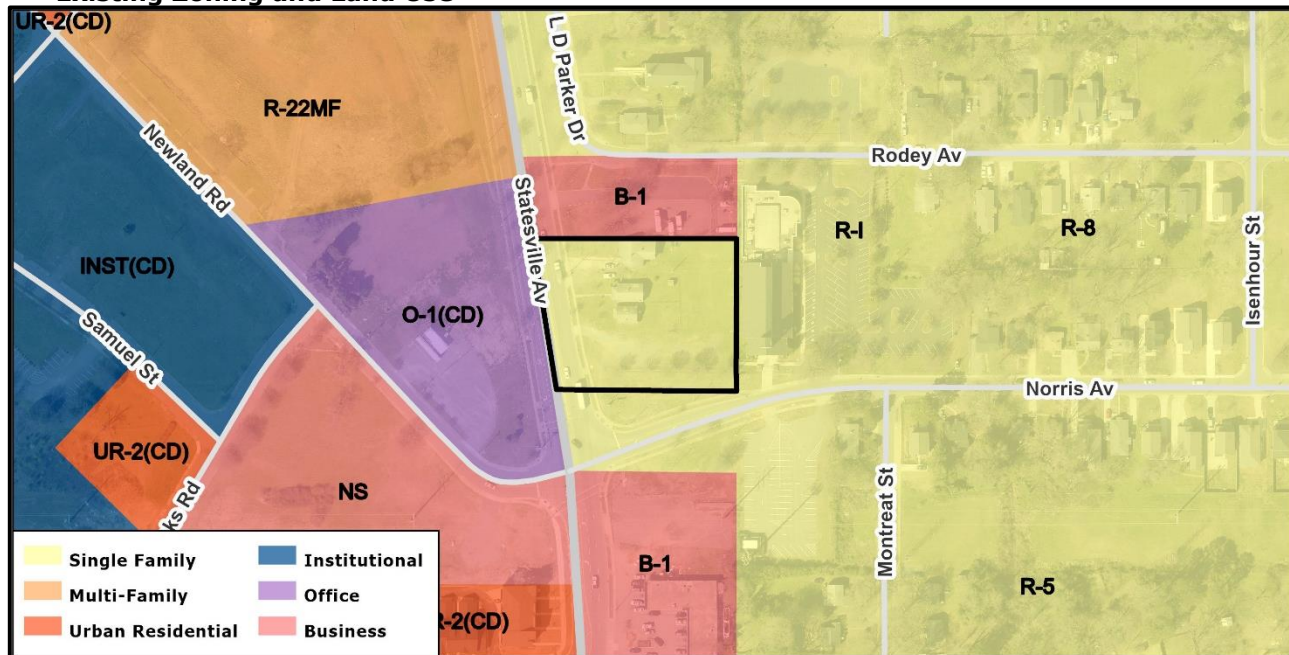 Existing Zoning and Land Use
UR-2(CD)
R-22MF
L D Parker Dr
Newland Rd
Rodey Av
Statesville Av
B-1
R-I
R-8
INST(CD)
O-1(CD)
Isenhour St
Samuel St
Norris Av
UR-2(CD)
NS
ks Rd
Montreat St
B-1
R-5
R-2(CD)
Single Family
Multi-Family
Urban Residential
Institutional
Office
Business